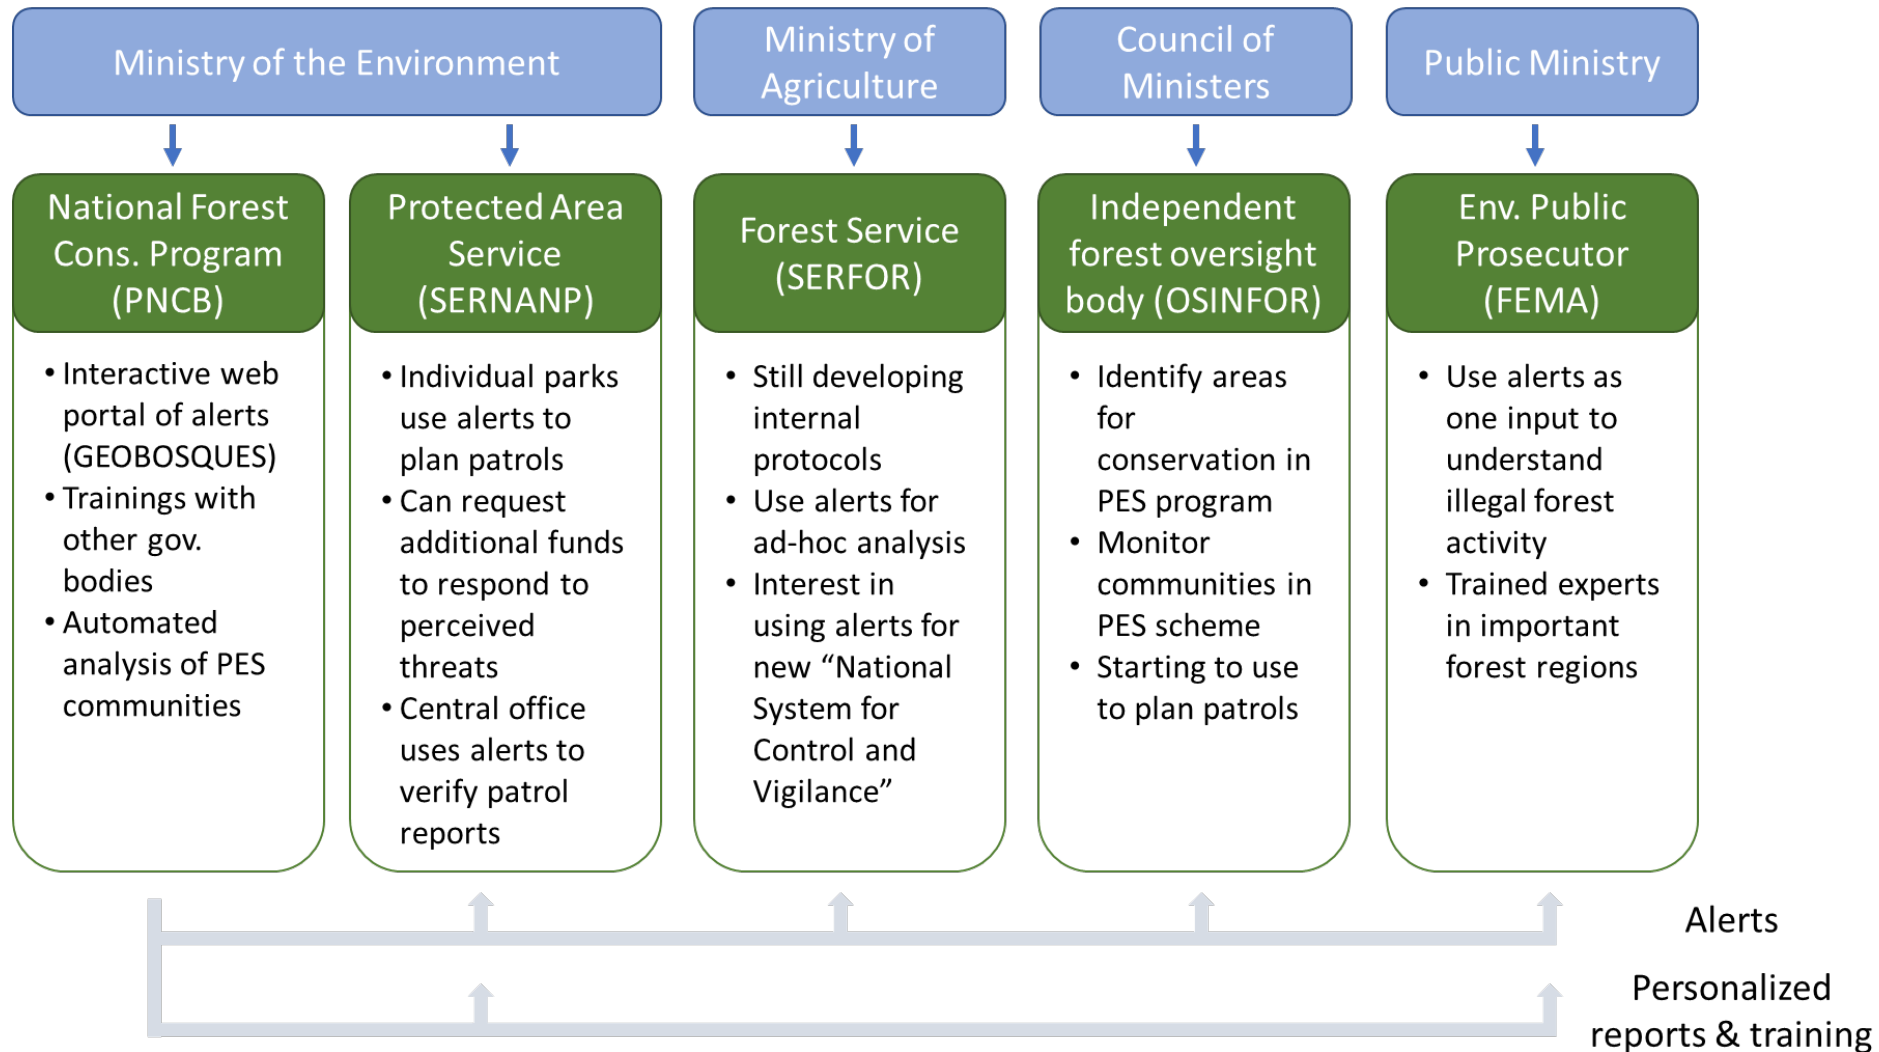 Ministry of the Environment
Ministry of
Agriculture
Council of
Ministers
Public Ministry
National Forest
Cons. Program
(PNCB)
Protected Area
Service
(SERNANP)
Forest Service
(SERFOR)
Independent
forest oversight
body (OSINFOR)
Env. Public
Prosecutor
(FEMA)
• Interactive web
portal of alerts
(GEOBOSQUES)
• Trainings with
other gov.
bodies
• Automated
analysis of PES
communities
• Individual parks
use alerts to
plan patrols
• Can request
additional funds
to respond to
perceived
threats
• Central office
uses alerts to
verify patrol
reports
• Still developing
internal
protocols
• Use alerts for
ad-hoc analysis
• Interest in
using alerts for
new “National
System for
Control and
Vigilance”
• Identify areas
for
conservation in
PES program
• Monitor
communities in
PES scheme
• Starting to use
to plan patrols
• Use alerts as
one input to
understand
illegal forest
activity
• Trained experts
in important
forest regions
Alerts
Personalized
reports & training